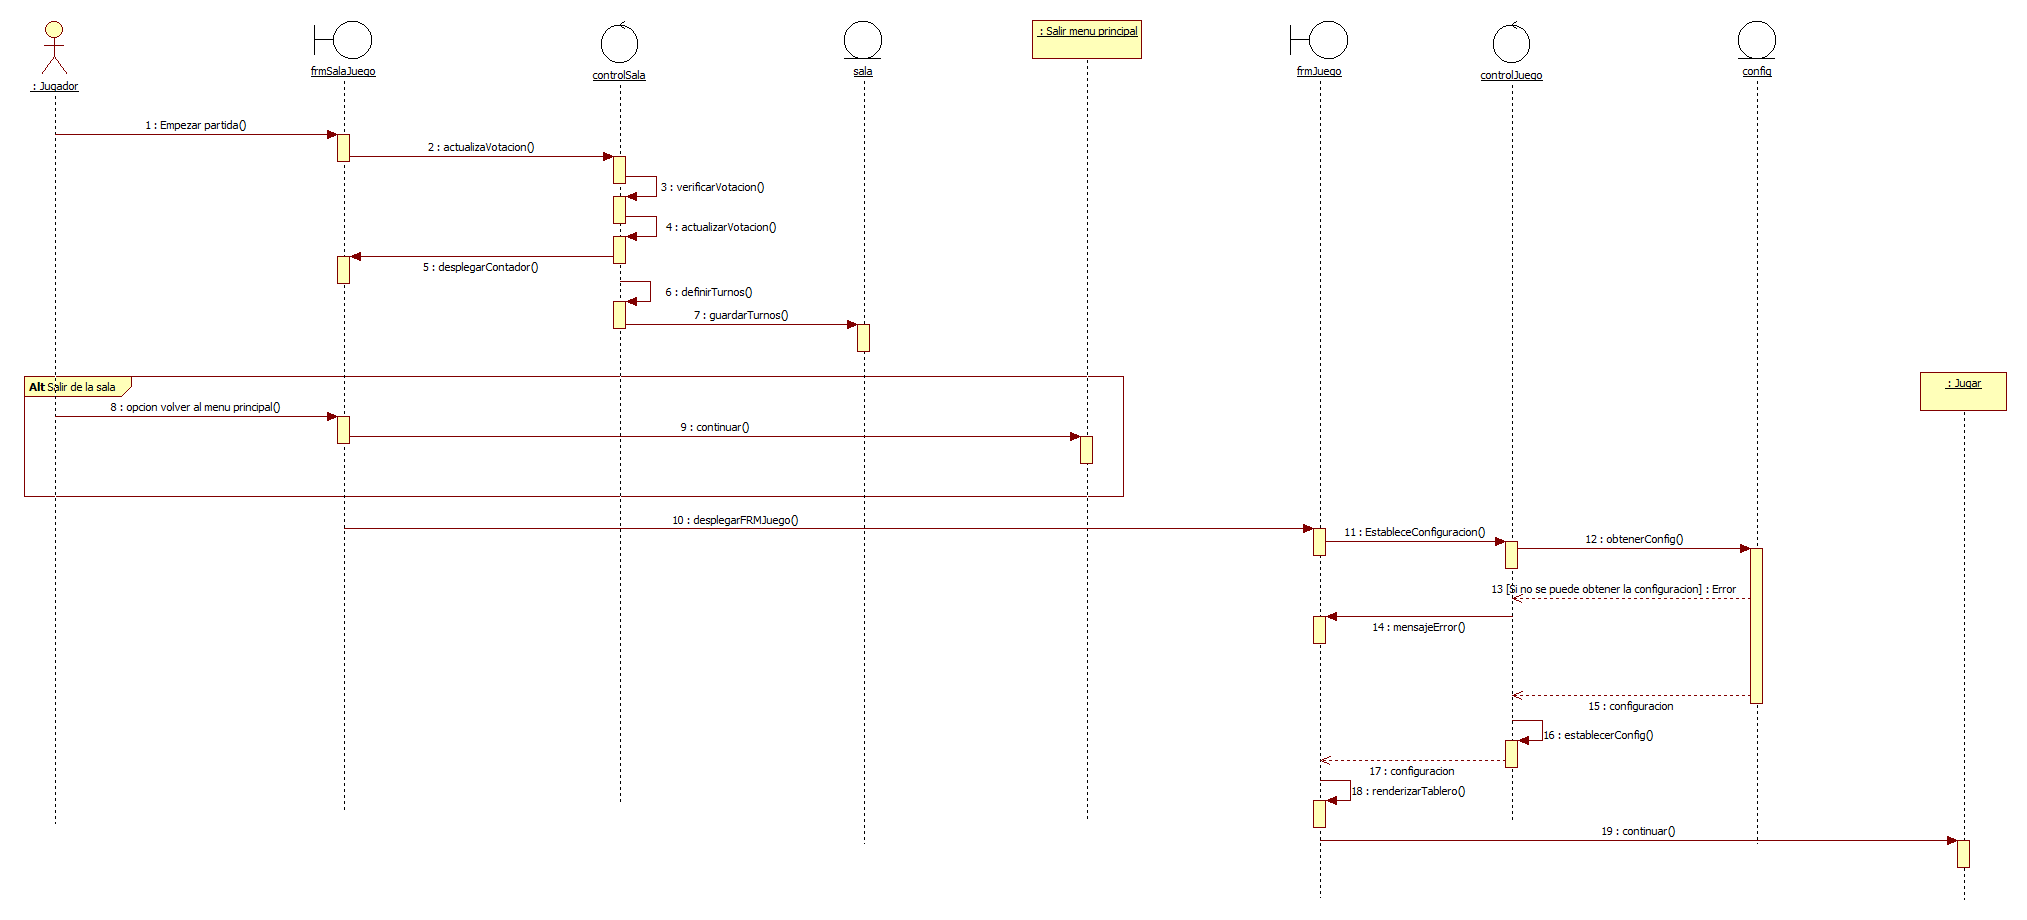 : Jugador
frmSalaJuego
controlSala
sala
: Salir menu principal
frmJuego
controlJuego
config
1 : Empezar partida()
2 : actualizaVotacion()
3 : verificarVotacion()
4 : actualizarVotacion()
5 : desplegarContador()
6 : definirTurnos()
7 : guardarTurnos()
Alt Salir de la sala
: Jugar
8 : opcion volver al menu principal()
9 : continuar()
10 : desplegarFRMJuego()
11 : EstableceConfiguracion()
12 : obtenerConfig()
13 [Si no se puede obtener la configuracion] : Error
14 : mensajeError()
15 : configuracion
16 : establecerConfig()
17 : configuracion
18 : renderizarTablero()
19 : continuar()